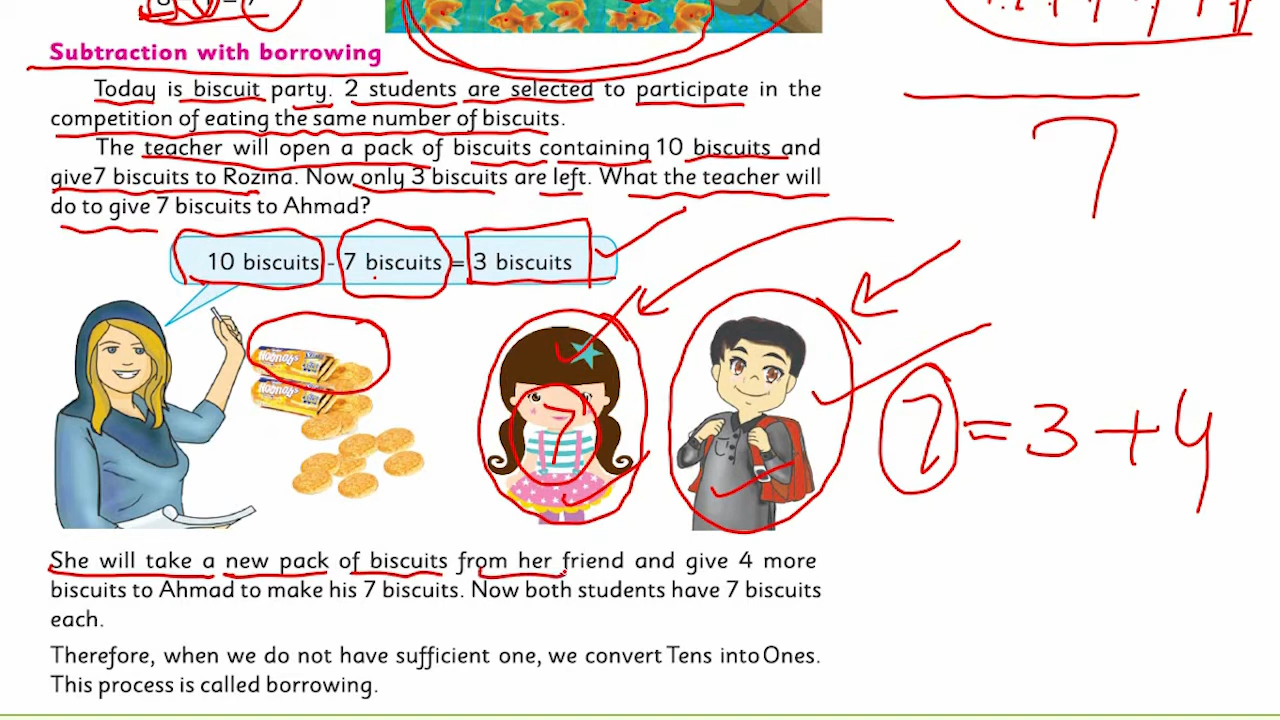 Subtraction with borrowing
Today is biscuit party. 2 students are selected to participate in the
competition of eating the same number of biscuits.
The teacher will open a pack of biscuits containing 10 biscuits and
give7 biscuits to Rozina. Now only 3 biscuits are left. What the teacher will
do to give 7 biscuits to Ahmad?
7
10 biscuits - 7 biscuits = 3 biscuits
7
7 = 3 + 4
She will take a new pack of biscuits from her friend and give 4 more
biscuits to Ahmad to make his 7 biscuits. Now both students have 7 biscuits
each.
Therefore, when we do not have sufficient one, we convert Tens into Ones.
This process is called borrowing.